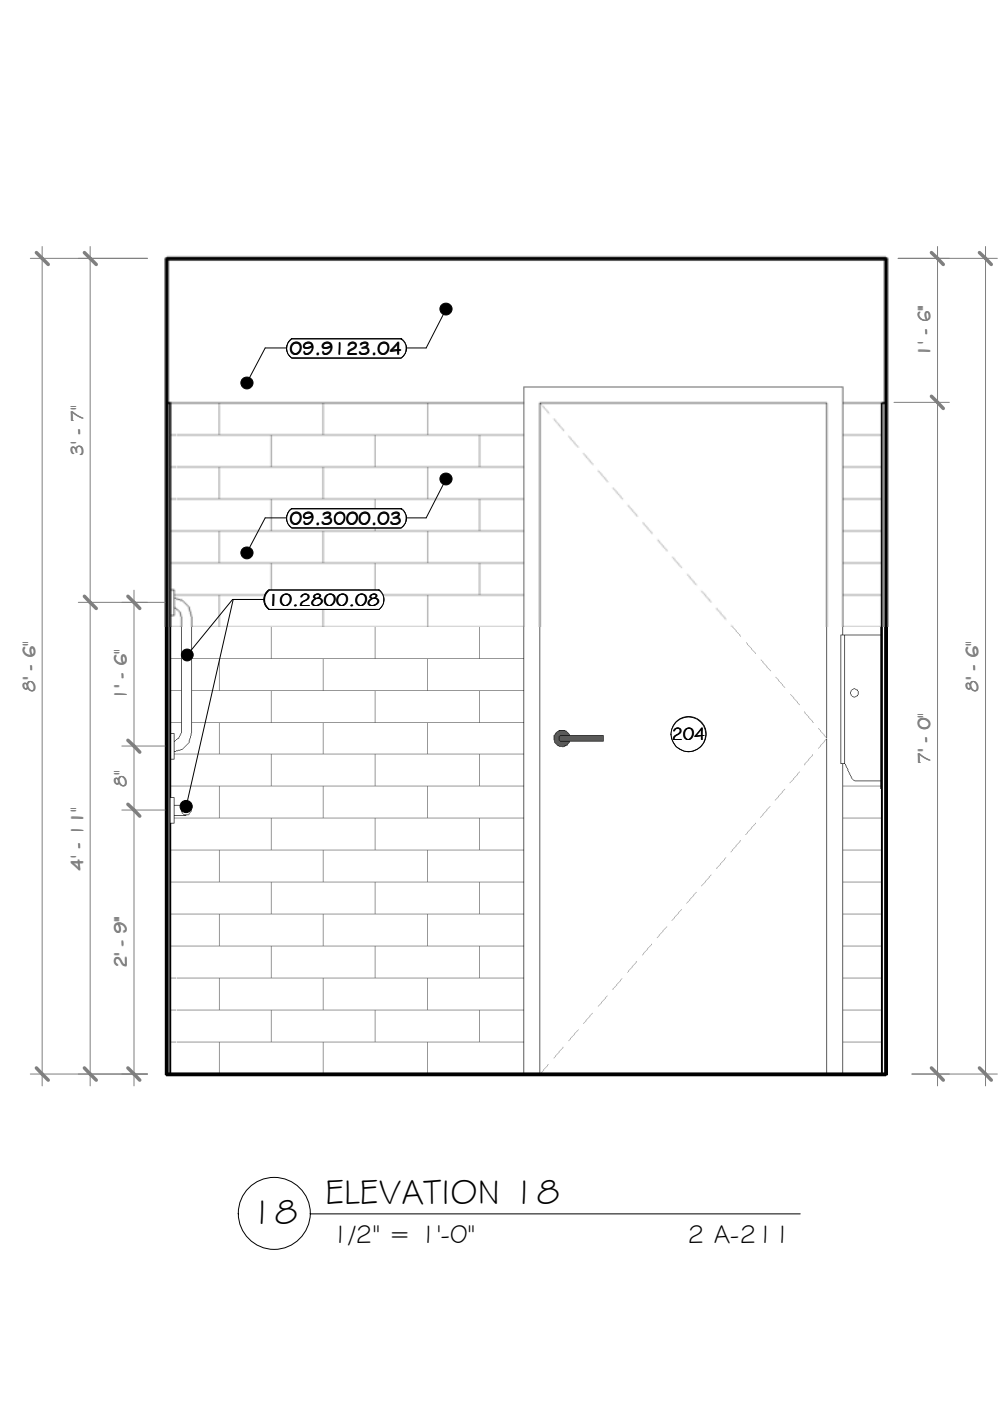 1' - 6"
09.9123.04
3' - 7"
09.3000.03
10.2800.08
8' - 6"
1' - 6"
8' - 6"
204
7' - 0"
8"
4' - 11"
2' - 9"
18
ELEVATION 18
1/2" = 1'-0"
2 A-211